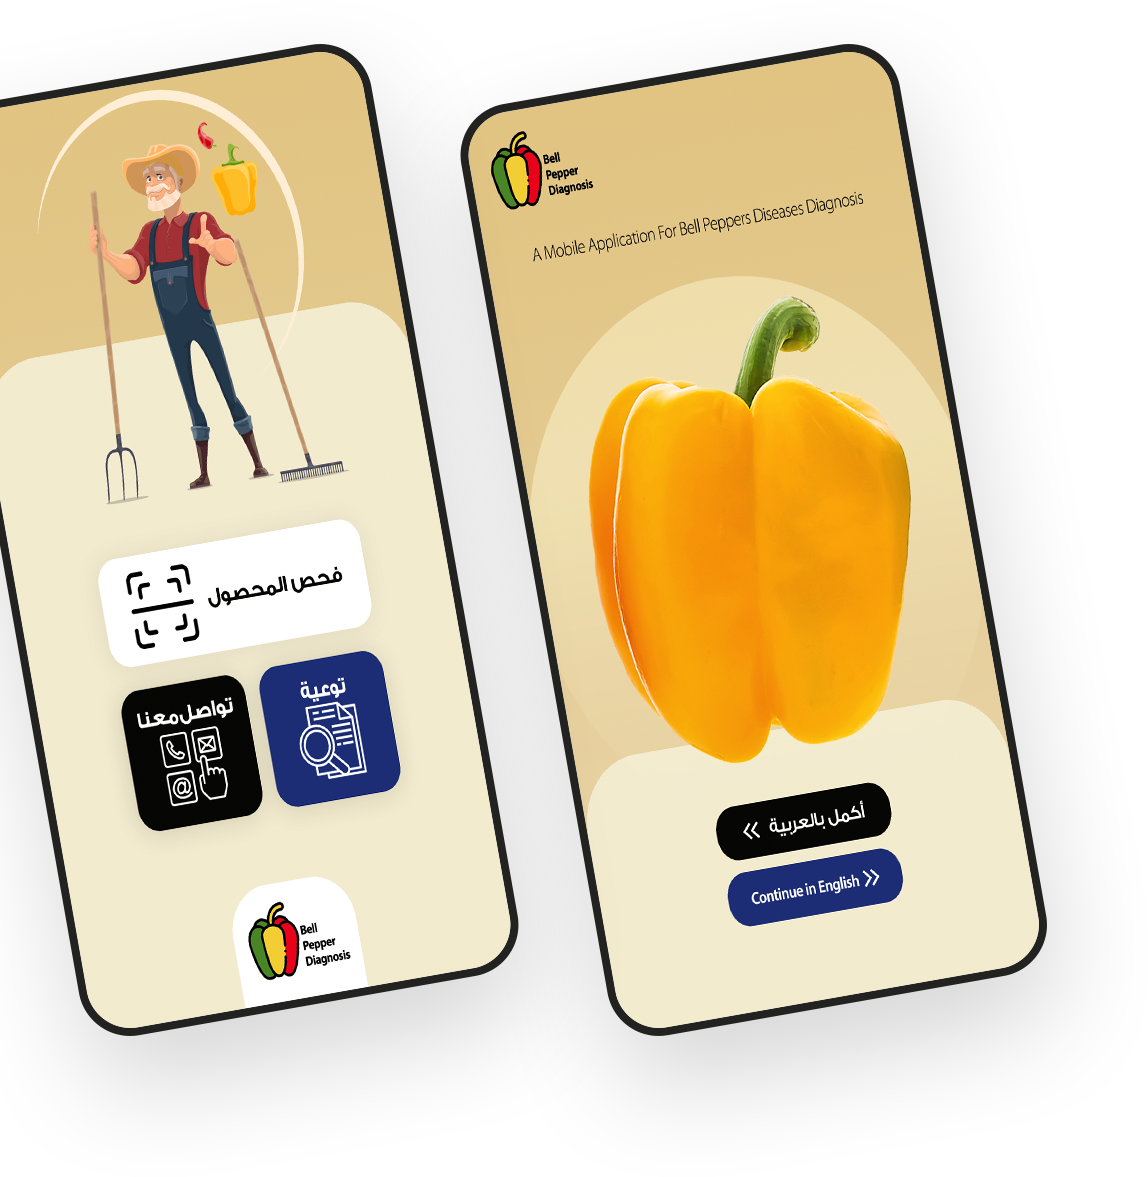 فحص المحصول
توعية
تواصل معنا
@
Bell
Pepper
Diagnosis
Bell
Pepper
Diagnosis
A Mobile Application For Bell Peppers Diseases Diagnosis
أكمل بالعربية
Continue in English